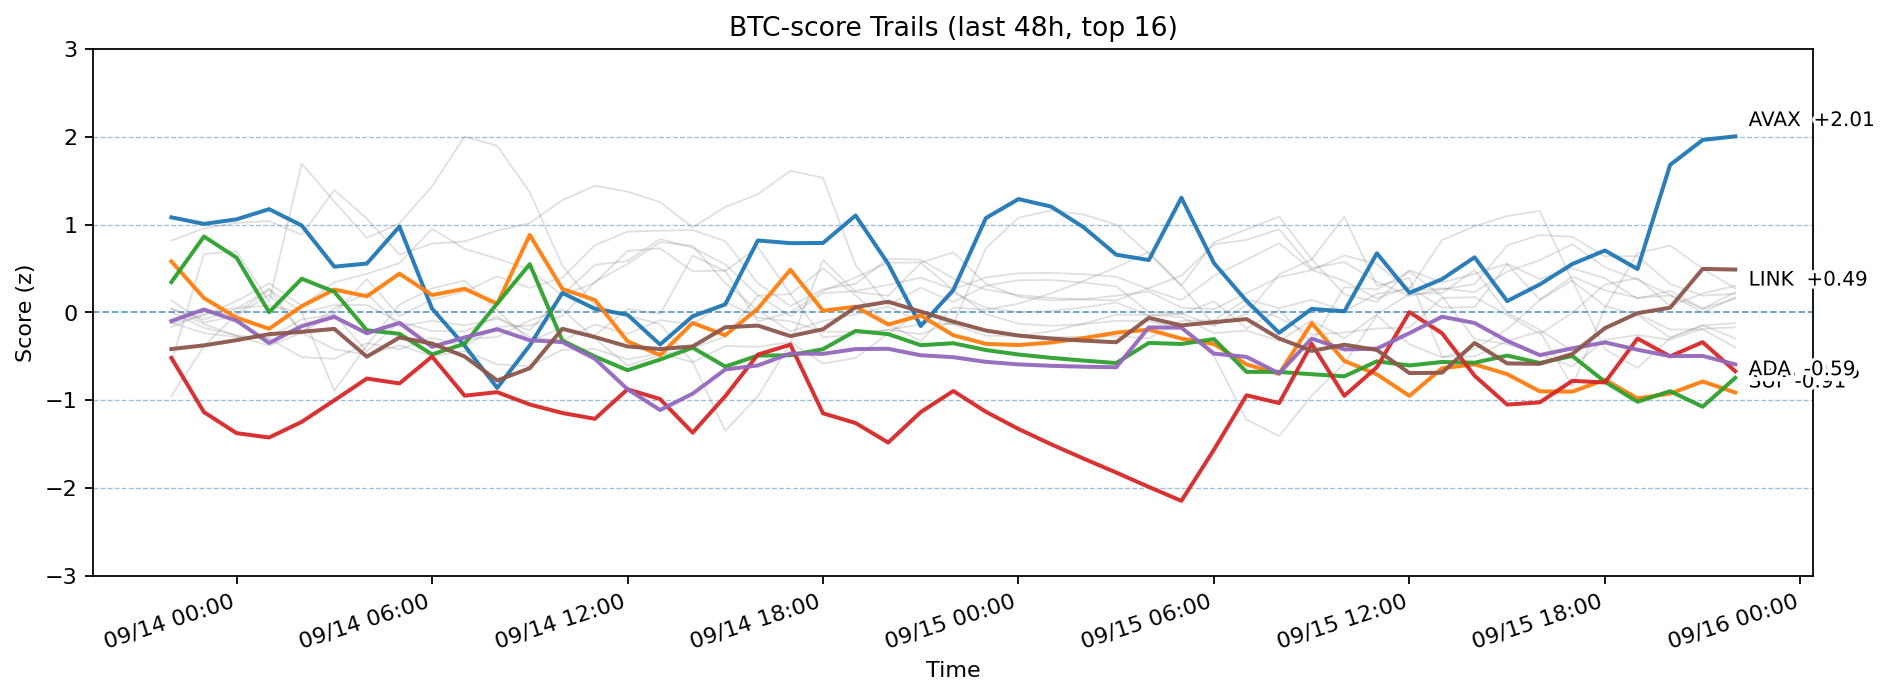 BTC-score Trails (last 48h, top 16)
3
2
1
0
−1
−2
−3
Score (z)
AVAX +2.01
LINK +0.49
ADA -0.59
-0.91
09/14 00:00
09/14 06:00
09/14 12:00
09/14 18:00
09/15 00:00
09/15 06:00
09/15 12:00
09/15 18:00
09/16 00:00
Time